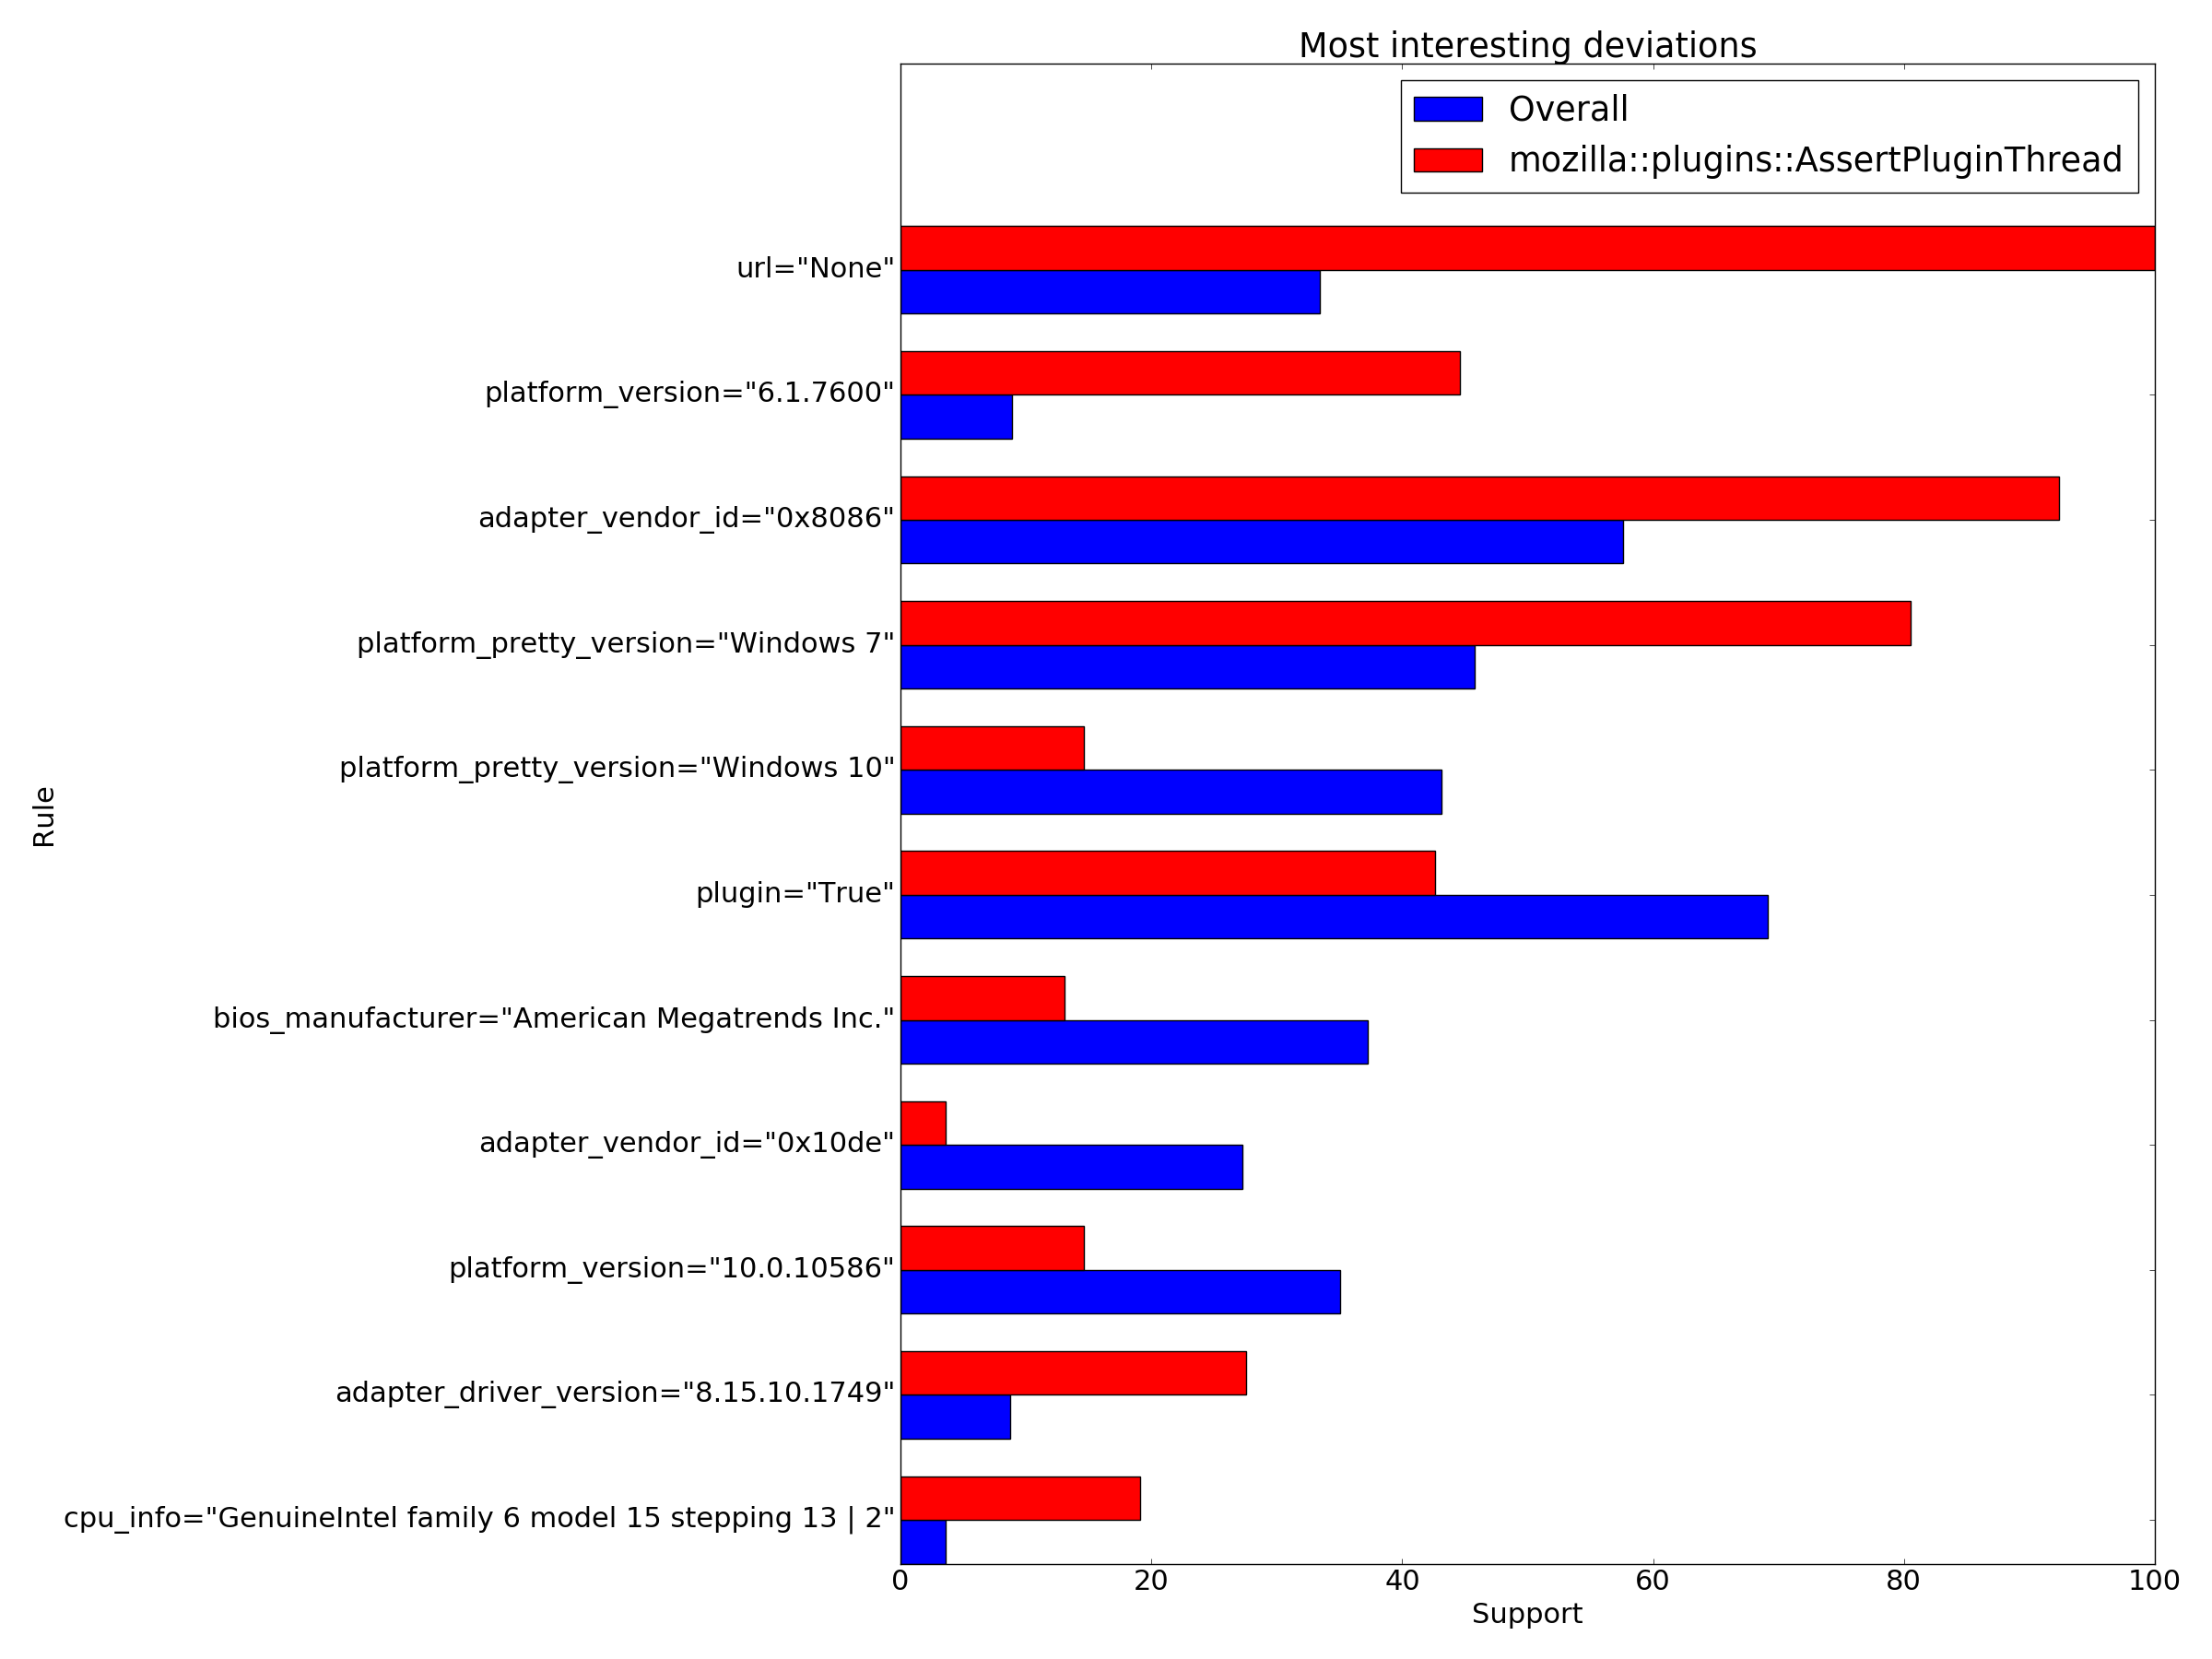 Most interesting deviations
Overall
mozilla::plugins::AssertPluginThread
url="None"
platform_version="6.1.7600"
adapter_vendor_id="0x8086"
platform_pretty_version="Windows 7"
platform_pretty_version="Windows 10"
plugin="True"
bios_manufacturer="American Megatrends Inc."
adapter_vendor_id="0x10de"
platform_version="10.0.10586"
adapter_driver_version="8.15.10.1749"
cpu_info="GenuineIntel family 6 model 15 stepping 13 | 2"
Rule
0 20 40 60 80 100
Support